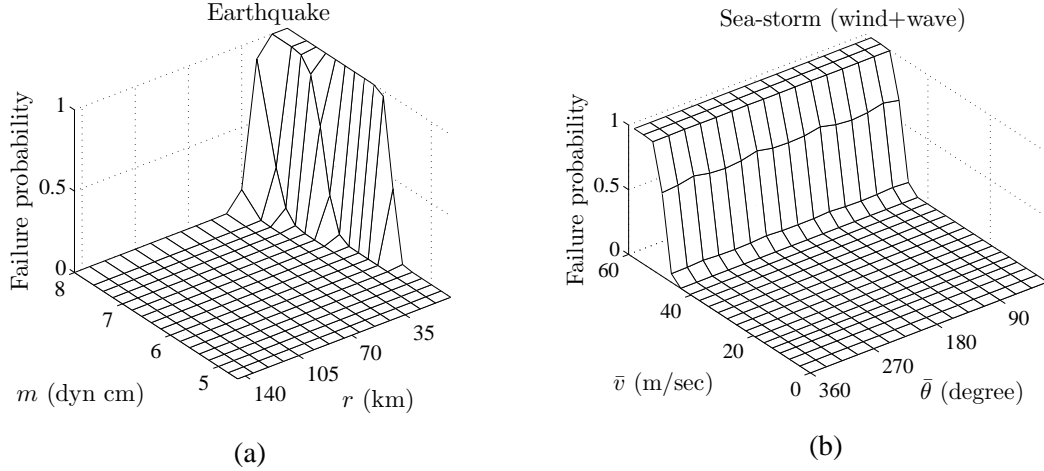 Earthquake
Failure probability
1
0.5
0
8
7
6
5
m (dyn cm)
140
105
70
35
r (km)
(a)
Sea-storm (wind+wave)
Failure probability
1
0.5
0
60
40
20
0
v̄ (m/sec)
360
270
180
90
θ̄ (degree)
(b)